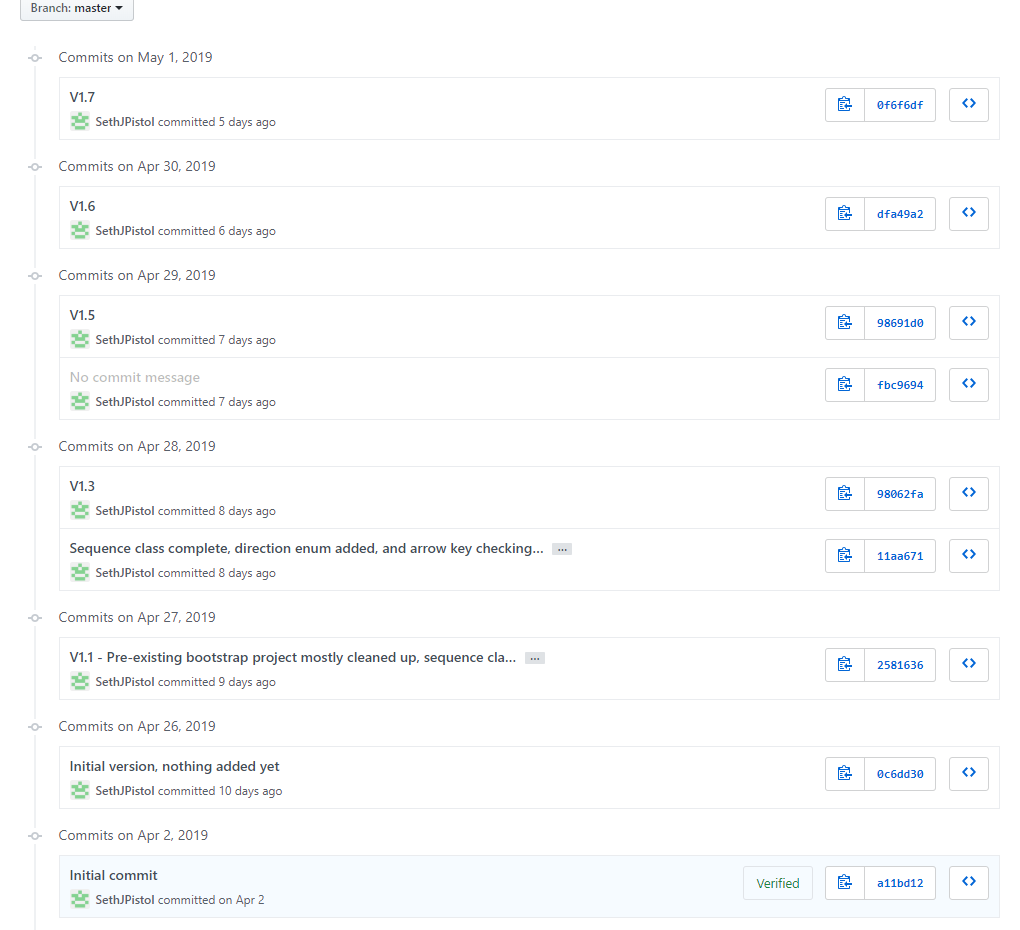 Branch: master
Commits on May 1, 2019
V1.7
0f6f6df
SethJPistol committed 5 days ago
Commits on Apr 30, 2019
V1.6
dfa49a2
SethJPistol committed 6 days ago
Commits on Apr 29, 2019
V1.5
98691d0
SethJPistol committed 7 days ago
No commit message
fbc9694
SethJPistol committed 7 days ago
Commits on Apr 28, 2019
V1.3
98062fa
SethJPistol committed 8 days ago
Sequence class complete, direction enum added, and arrow key checking... ...
11aa671
SethJPistol committed 8 days ago
Commits on Apr 27, 2019
V1.1 - Pre-existing bootstrap project mostly cleaned up, sequence cla... ...
2581636
SethJPistol committed 9 days ago
Commits on Apr 26, 2019
Initial version, nothing added yet
0c6dd30
SethJPistol committed 10 days ago
Commits on Apr 2, 2019
Initial commit
Verified
a11bd12
SethJPistol committed on Apr 2